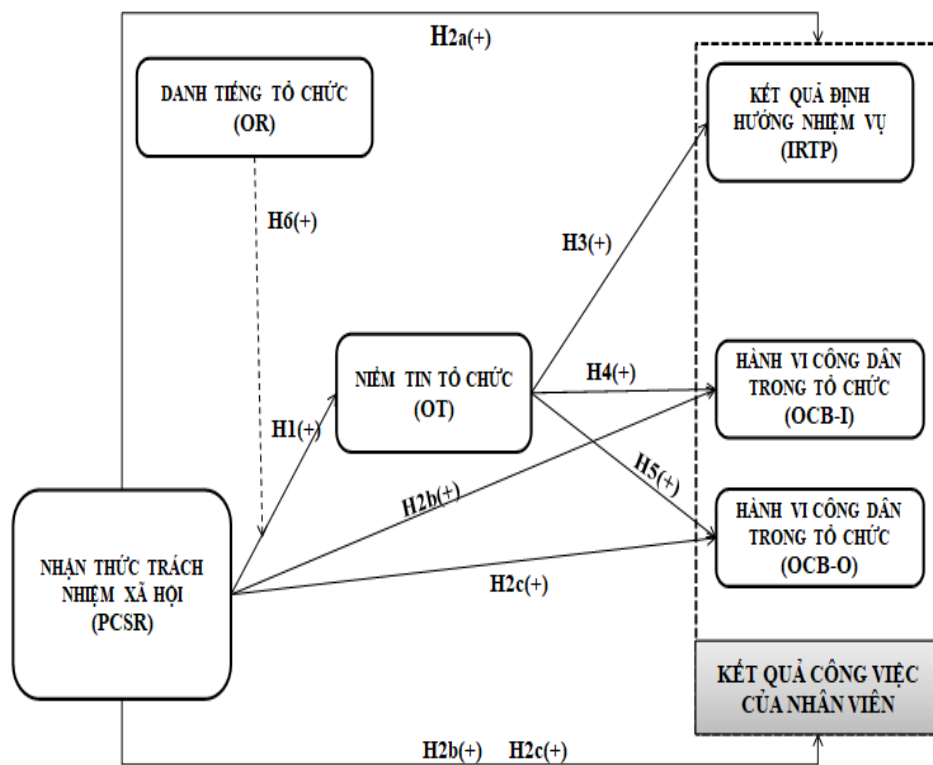 H2a(+)
DANH TIẾNG TỔ CHỨC
(OR)
KẾT QUẢ ĐỊNH
HƯỚNG NHIỆM VỤ
(IRTP)
H6(+)
H3(+)
NIỀM TIN TỔ CHỨC
(OT)
H4(+)
HÀNH VI CÔNG DÂN
TRONG TỔ CHỨC
(OCB-I)
H1(+)
H5(+)
H2b(+)
HÀNH VI CÔNG DÂN
TRONG TỔ CHỨC
(OCB-O)
NHẬN THỨC TRÁCH
NHIỆM XÃ HỘI
(PCSR)
H2c(+)
KẾT QUẢ CÔNG VIỆC
CỦA NHÂN VIÊN
H2b(+) H2c(+)